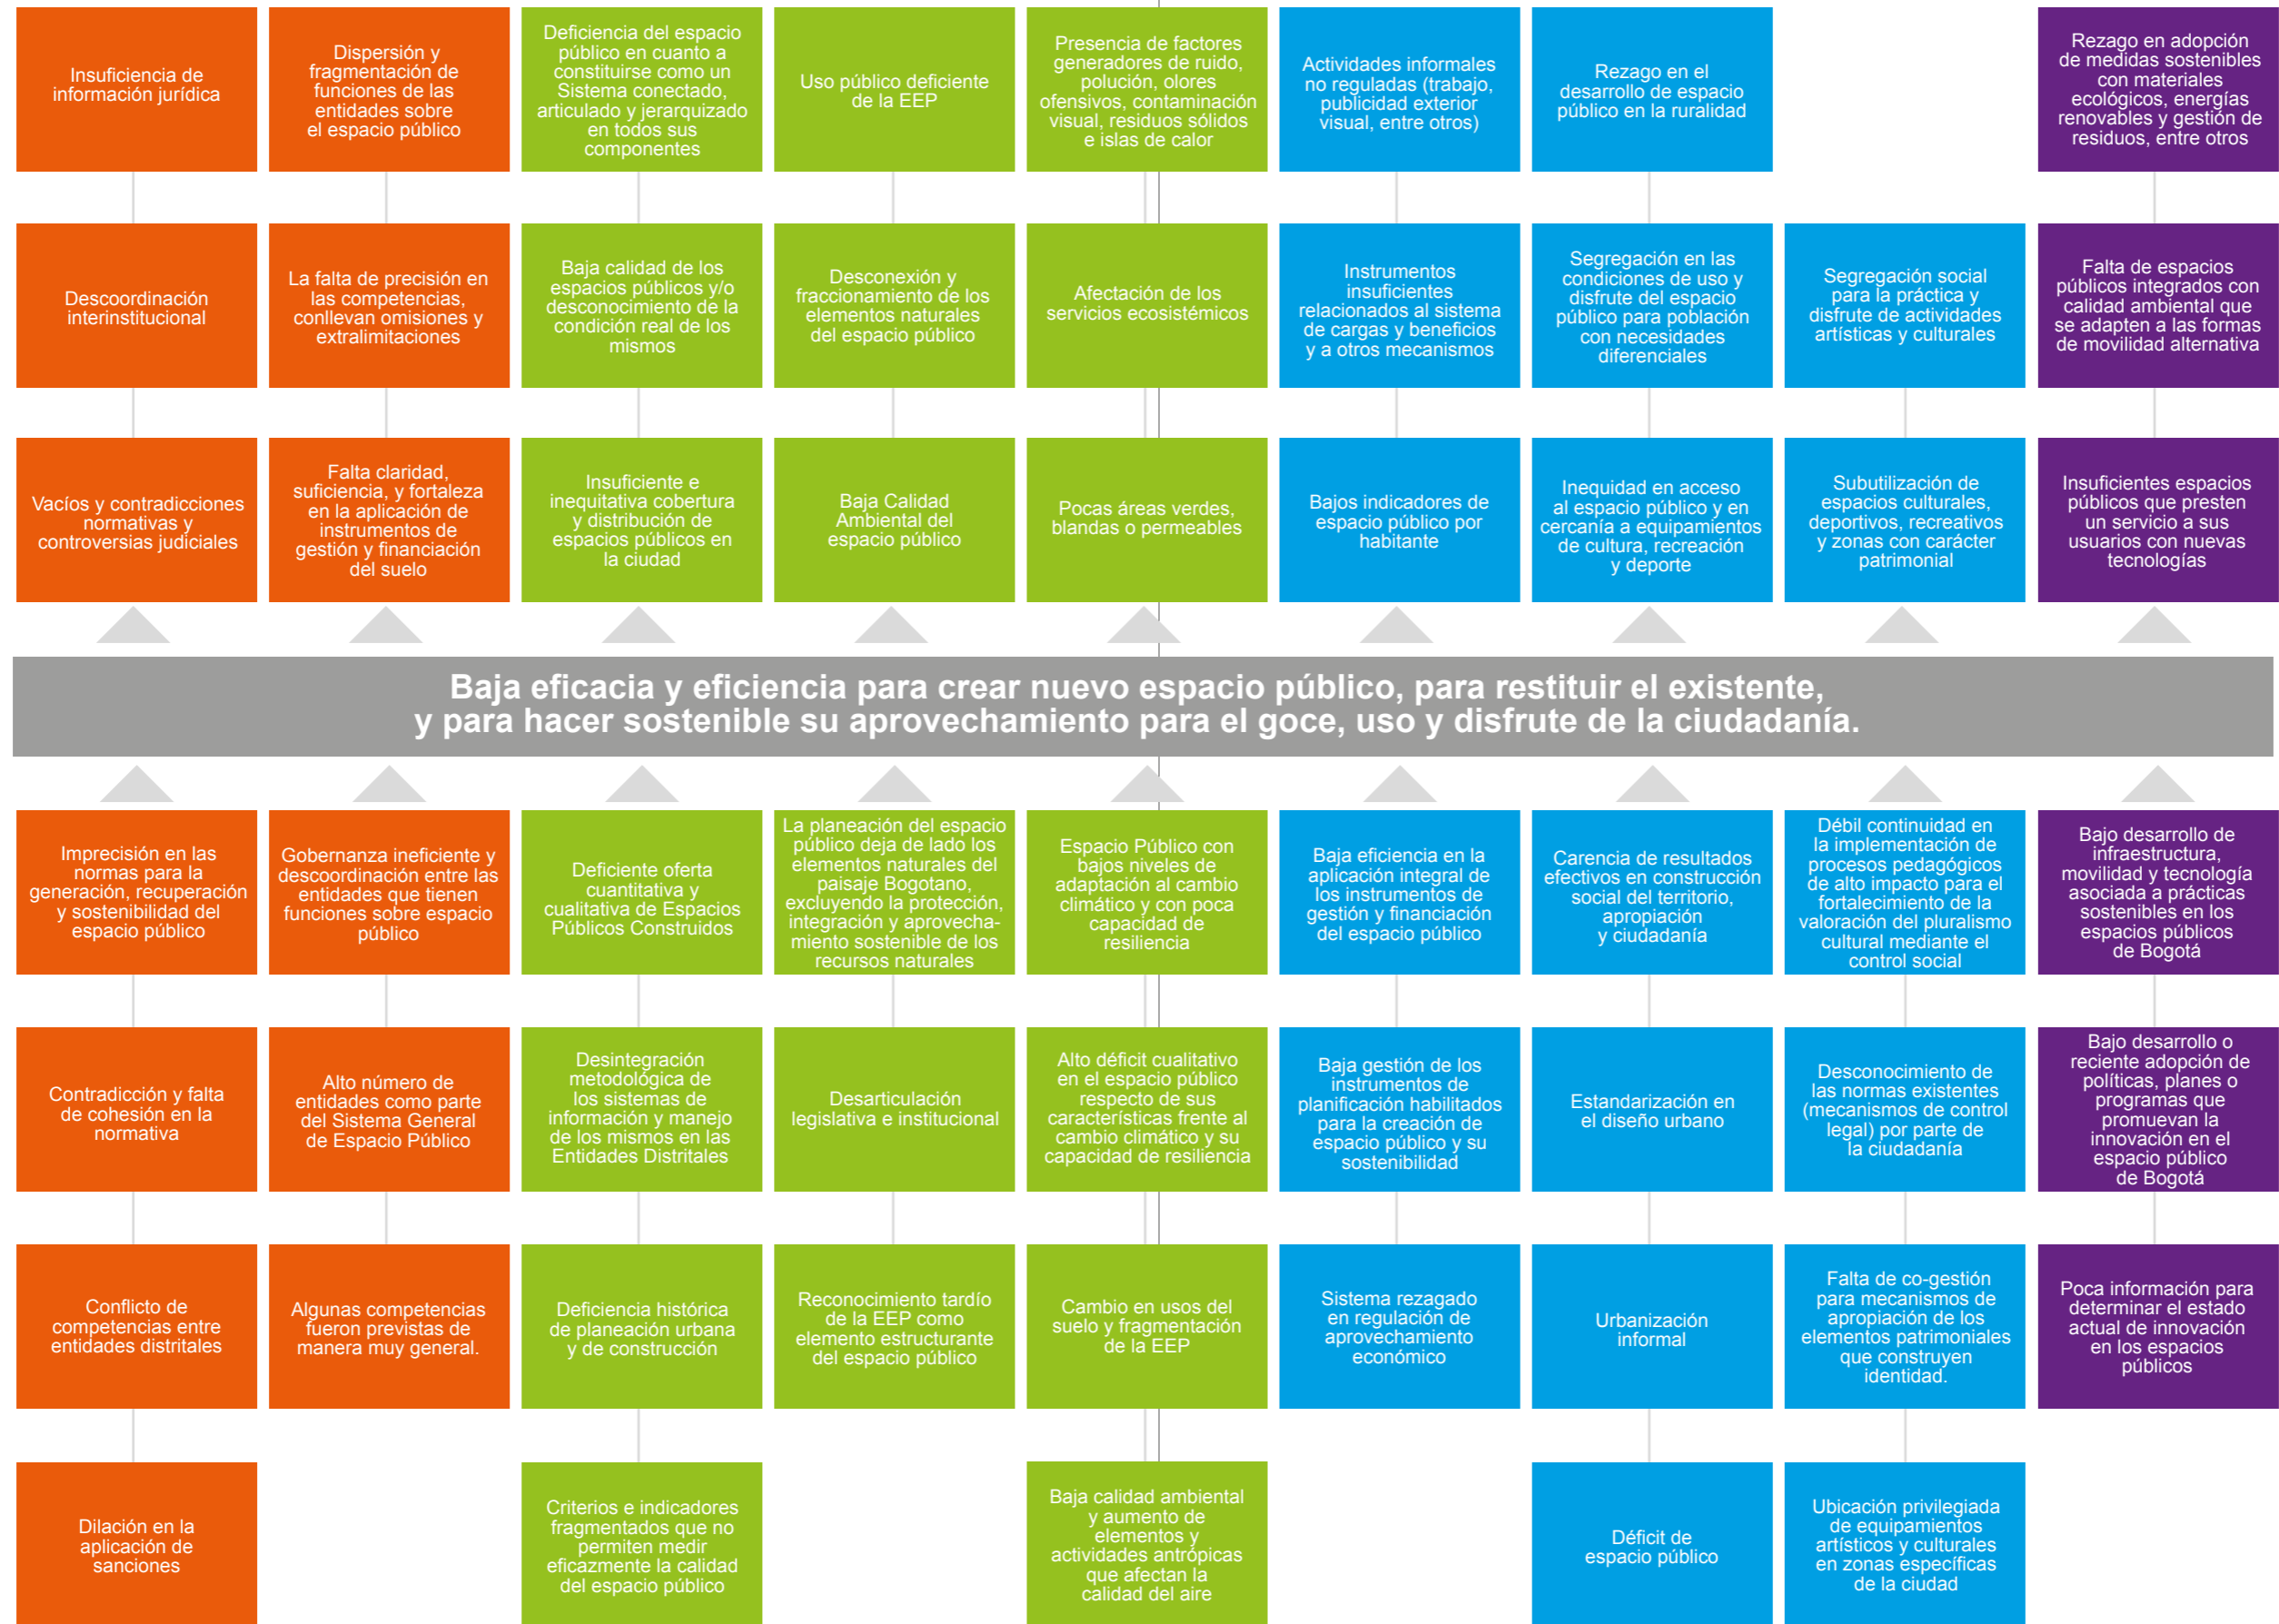 Insuficiencia de
información jurídica
Dispersión y
fragmentación de
funciones de las
entidades sobre
el espacio público
Deficiencia del espacio
público en cuanto a
constituirse como un
Sistema conectado,
articulado y jerarquizado
en todos sus
componentes
Uso público deficiente
de la EEP
Presencia de factores
generadores de ruido,
polución, olores
ofensivos, contaminación
visual, residuos sólidos
e islas de calor
Actividades informales
no reguladas (trabajo,
publicidad exterior
visual, entre otros)
Rezago en el
desarrollo de espacio
público en la ruralidad
Rezago en adopción
de medidas sostenibles
con materiales
ecológicos, energías
renovables y gestión de
residuos, entre otros
Descoordinación
interinstitucional
La falta de precisión en
las competencias,
conllevan omisiones y
extralimitaciones
Baja calidad de los
espacios públicos y/o
desconocimiento de la
condición real de los
mismos
Desconexión y
fraccionamiento de los
elementos naturales
del espacio público
Afectación de los
servicios ecosistémicos
Instrumentos
insuficientes
relacionados al sistema
de cargas y beneficios
y a otros mecanismos
Segregación en las
condiciones de uso y
disfrute del espacio
público para población
con necesidades
diferenciales
Segregación social
para la práctica y
disfrute de actividades
artísticas y culturales
Falta de espacios
públicos integrados con
calidad ambiental que
se adapten a las formas
de movilidad alternativa
Vacíos y contradicciones
normativas y
controversias judiciales
Falta claridad,
suficiencia, y fortaleza
en la aplicación de
instrumentos de
gestión y financiación
del suelo
Insuficiente e
inequitativa cobertura
y distribución de
espacios públicos en
la ciudad
Baja Calidad
Ambiental del
espacio público
Pocas áreas verdes,
blandas o permeables
Bajos indicadores de
espacio público por
habitante
Inequidad en acceso
al espacio público y en
cercanía a equipamientos
de cultura, recreación
y deporte
Subutilización de
espacios culturales,
deportivos, recreativos
y zonas con carácter
patrimonial
Insuficientes espacios
públicos que presten
un servicio a sus
usuarios con nuevas
tecnologías
Baja eficacia y eficiencia para crear nuevo espacio público, para restituir el existente,
y para hacer sostenible su aprovechamiento para el goce, uso y disfrute de la ciudadanía.
Imprecisión en las
normas para la
generación, recuperación
y sostenibilidad del
espacio público
Gobernanza ineficiente y
descoordinación entre las
entidades que tienen
funciones sobre espacio
público
Deficiente oferta
cuantitativa y
cualitativa de Espacios
Públicos Construidos
La planeación del espacio
público deja de lado los
elementos naturales del
paisaje Bogotano,
excluyendo la protección,
integración y aprovecha-
miento sostenible de los
recursos naturales
Espacio Público con
bajos niveles de
adaptación al cambio
climático y con poca
capacidad de
resiliencia
Baja eficiencia en la
aplicación integral de
los instrumentos de
gestión y financiación
del espacio público
Carencia de resultados
efectivos en construcción
social del territorio,
apropiación
y ciudadanía
Débil continuidad en
la implementación de
procesos pedagógicos
de alto impacto para el
fortalecimiento de la
valoración del pluralismo
cultural mediante el
control social
Bajo desarrollo de
infraestructura,
movilidad y tecnología
asociada a prácticas
sostenibles en los
espacios públicos
de Bogotá
Contradicción y falta
de cohesión en la
normativa
Alto número de
entidades como parte
del Sistema General
de Espacio Público
Desintegración
metodológica de
los sistemas de
información y manejo
de los mismos en las
Entidades Distritales
Desarticulación
legislativa e institucional
Alto déficit cualitativo
en el espacio público
respecto de sus
características frente al
cambio climático y su
capacidad de resiliencia
Baja gestión de los
instrumentos de
planificación habilitados
para la creación de
espacio público y su
sostenibilidad
Estandarización en
el diseño urbano
Desconocimiento de
las normas existentes
(mecanismos de control
legal) por parte de
la ciudadanía
Bajo desarrollo o
reciente adopción de
políticas, planes o
programas que
promuevan la
innovación en el
espacio público
de Bogotá
Conflicto de
competencias entre
entidades distritales
Algunas competencias
fueron previstas de
manera muy general.
Deficiencia histórica
de planeación urbana
y de construcción
Reconocimiento tardío
de la EEP como
elemento estructurante
del espacio público
Cambio en usos del
suelo y fragmentación
de la EEP
Sistema rezagado
en regulación de
aprovechamiento
económico
Urbanización
informal
Falta de co-gestión
para mecanismos de
apropiación de los
elementos patrimoniales
que construyen
identidad.
Poca información para
determinar el estado
actual de innovación
en los espacios
públicos
Dilación en la
aplicación de
sanciones
Criterios e indicadores
fragmentados que no
permiten medir
eficazmente la calidad
del espacio público
Baja calidad ambiental
y aumento de
elementos y
actividades antrópicas
que afectan la
calidad del aire
Déficit de
espacio público
Ubicación privilegiada
de equipamientos
artísticos y culturales
en zonas específicas
de la ciudad